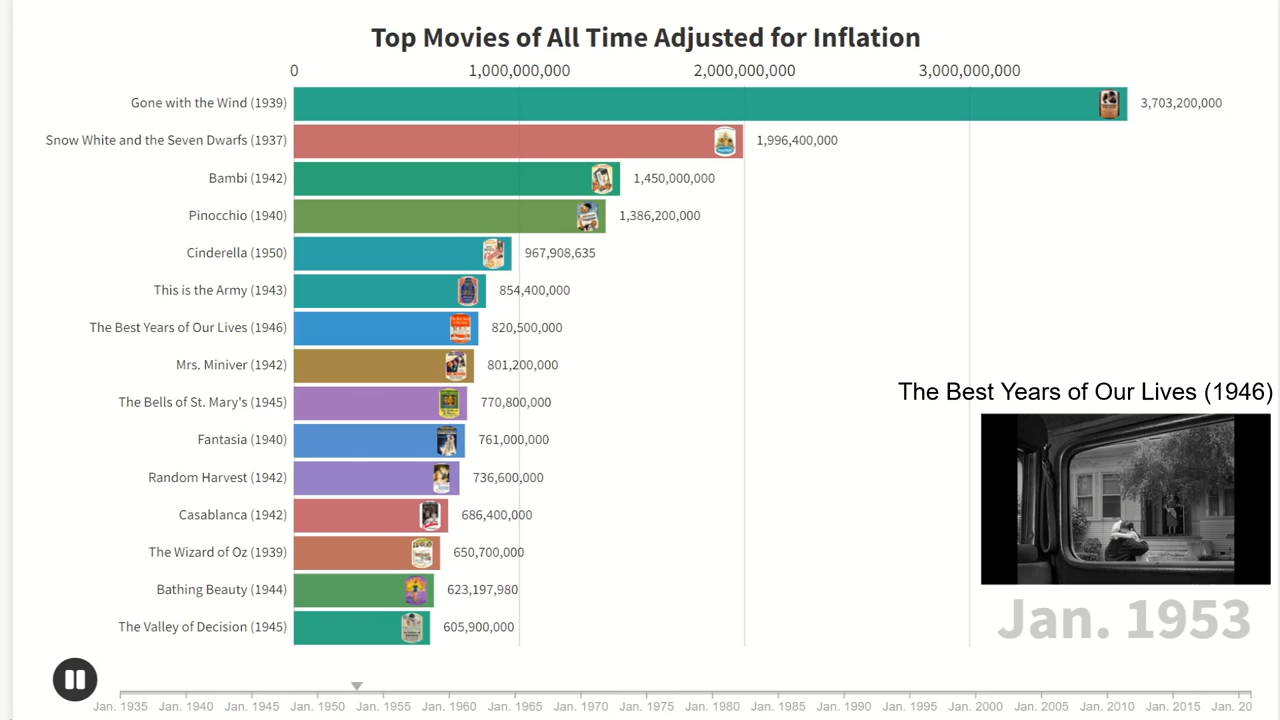 Top Movies of All Time Adjusted for Inflation
0 1,000,000,000 2,000,000,000 3,000,000,000
Gone with the Wind (1939) 3,703,200,000
Snow White and the Seven Dwarfs (1937) 1,996,400,000
Bambi (1942) 1,450,000,000
Pinocchio (1940) 1,386,200,000
Cinderella (1950) 967,908,635
This is the Army (1943) 854,400,000
The Best Years of Our Lives (1946) 820,500,000
Mrs. Miniver (1942) 801,200,000
The Bells of St. Mary's (1945) 770,800,000
Fantasia (1940) 761,000,000
Random Harvest (1942) 736,600,000
Casablanca (1942) 686,400,000
The Wizard of Oz (1939) 650,700,000
Bathing Beauty (1944) 623,197,980
The Valley of Decision (1945) 605,900,000
The Best Years of Our Lives (1946)
Jan. 1953
Jan. 1935 Jan. 1940 Jan. 1945 Jan. 1950 Jan. 1955 Jan. 1960 Jan. 1965 Jan. 1970 Jan. 1975 Jan. 1980 Jan. 1985 Jan. 1990 Jan. 1995 Jan. 2000 Jan. 2005 Jan. 2010 Jan. 2015 Jan. 20